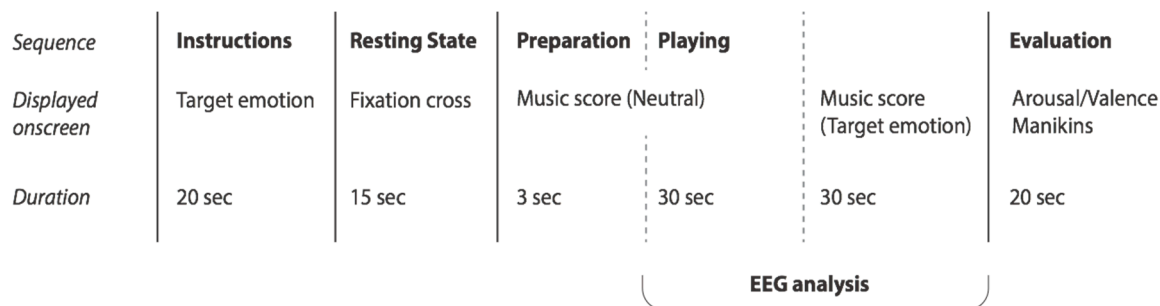 Sequence Instructions Resting State Preparation Playing Evaluation
Displayed onscreen Target emotion Fixation cross Music score (Neutral) Music score (Target emotion) Arousal/Valence Manikins
Duration 20 sec 15 sec 3 sec 30 sec 30 sec 20 sec
EEG analysis